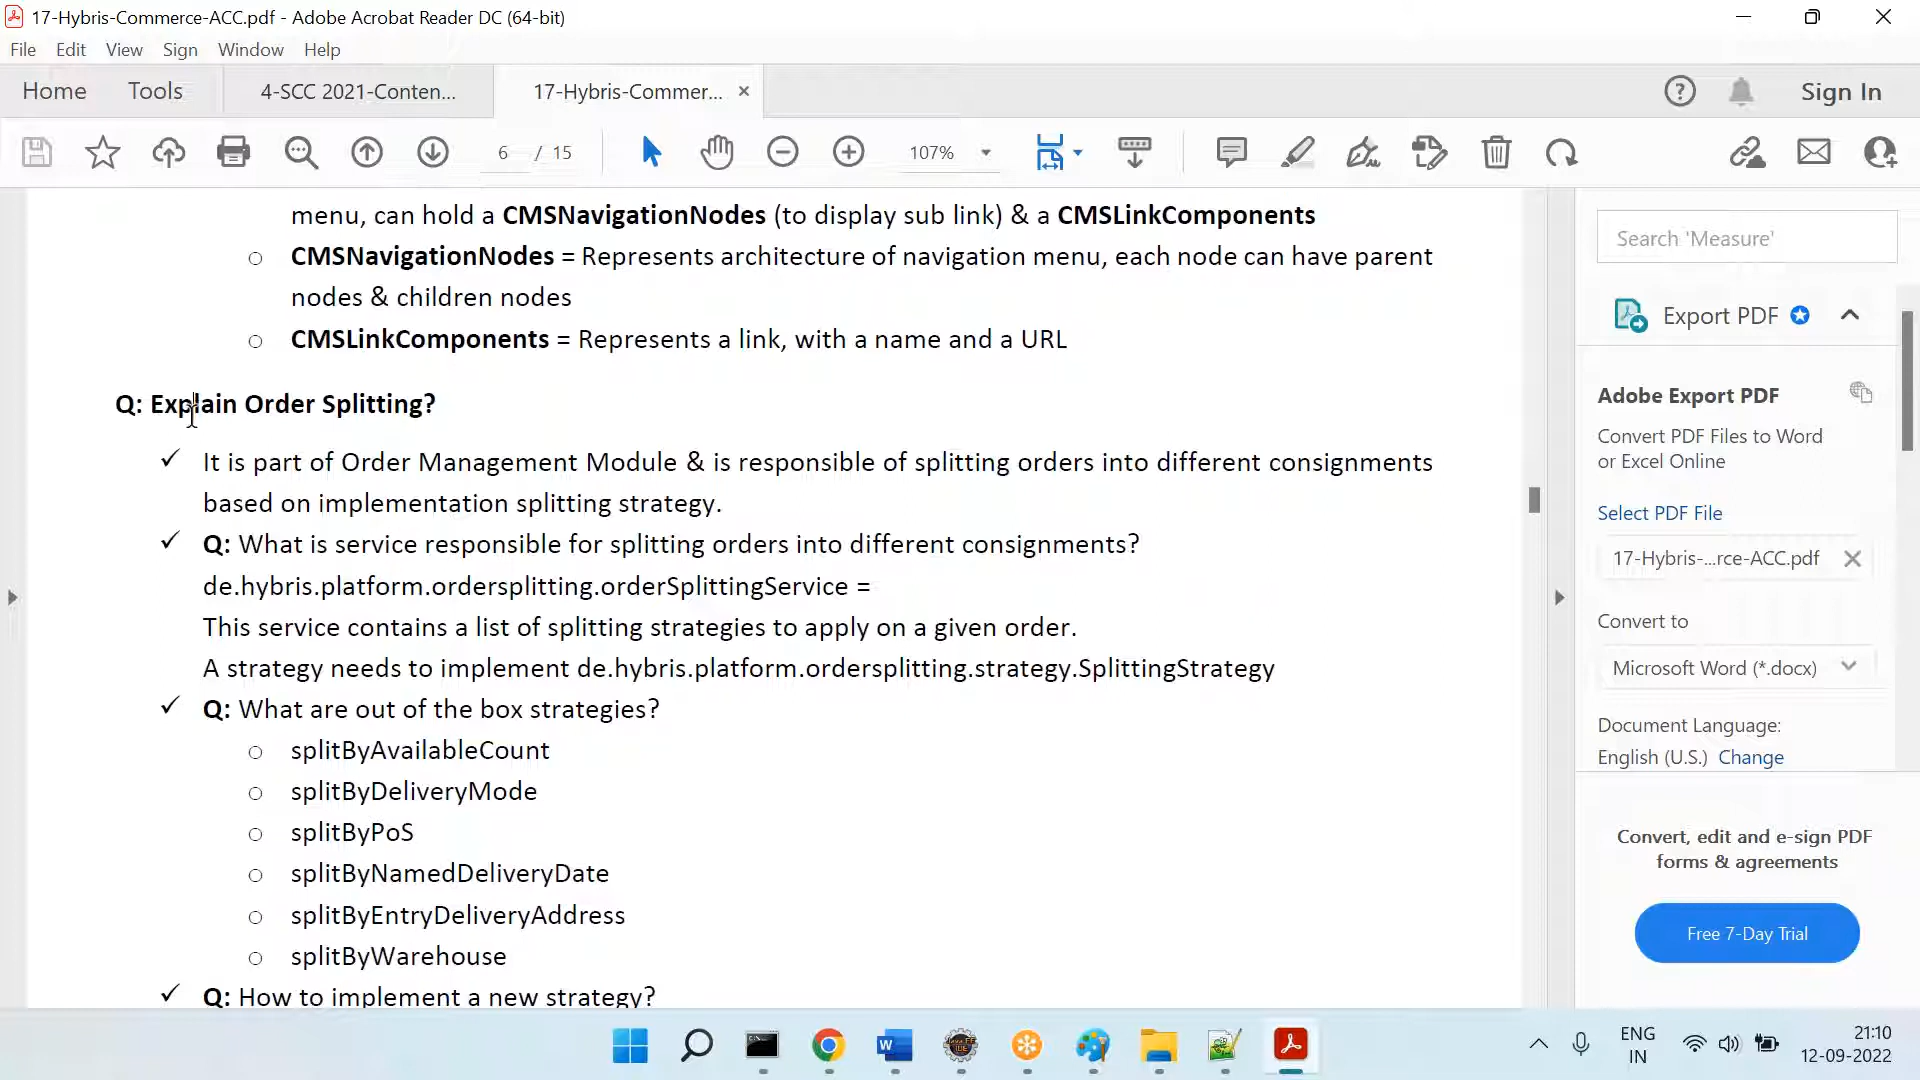 17-Hybris-Commerce-ACC.pdf - Adobe Acrobat Reader DC (64-bit)
File Edit View Sign Window Help
Home Tools 4-SCC 2021-Conten... 17-Hybris-Commer... Sign In
6 / 15 107%
menu, can hold a CMSNavigationNodes (to display sub link) & a CMSLinkComponents
CMSNavigationNodes = Represents architecture of navigation menu, each node can have parent
nodes & children nodes
CMSLinkComponents = Represents a link, with a name and a URL
Q: Explain Order Splitting?
It is part of Order Management Module & is responsible of splitting orders into different consignments
based on implementation splitting strategy.
Q: What is service responsible for splitting orders into different consignments?
de.hybris.platform.ordersplitting.orderSplittingService =
This service contains a list of splitting strategies to apply on a given order.
A strategy needs to implement de.hybris.platform.ordersplitting.strategy.SplittingStrategy
Q: What are out of the box strategies?
splitByAvailableCount
splitByDeliveryMode
splitByPoS
splitByNamedDeliveryDate
splitByEntryDeliveryAddress
splitByWarehouse
Q: How to implement a new strategy?
Search 'Measure'
Export PDF
Adobe Export PDF
Convert PDF Files to Word
or Excel Online
Select PDF File
17-Hybris-...rce-ACC.pdf
Convert to
Microsoft Word (*.docx)
Document Language:
English (U.S.) Change
Convert, edit and e-sign PDF
forms & agreements
Free 7-Day Trial
ENG
IN
21:10
12-09-2022